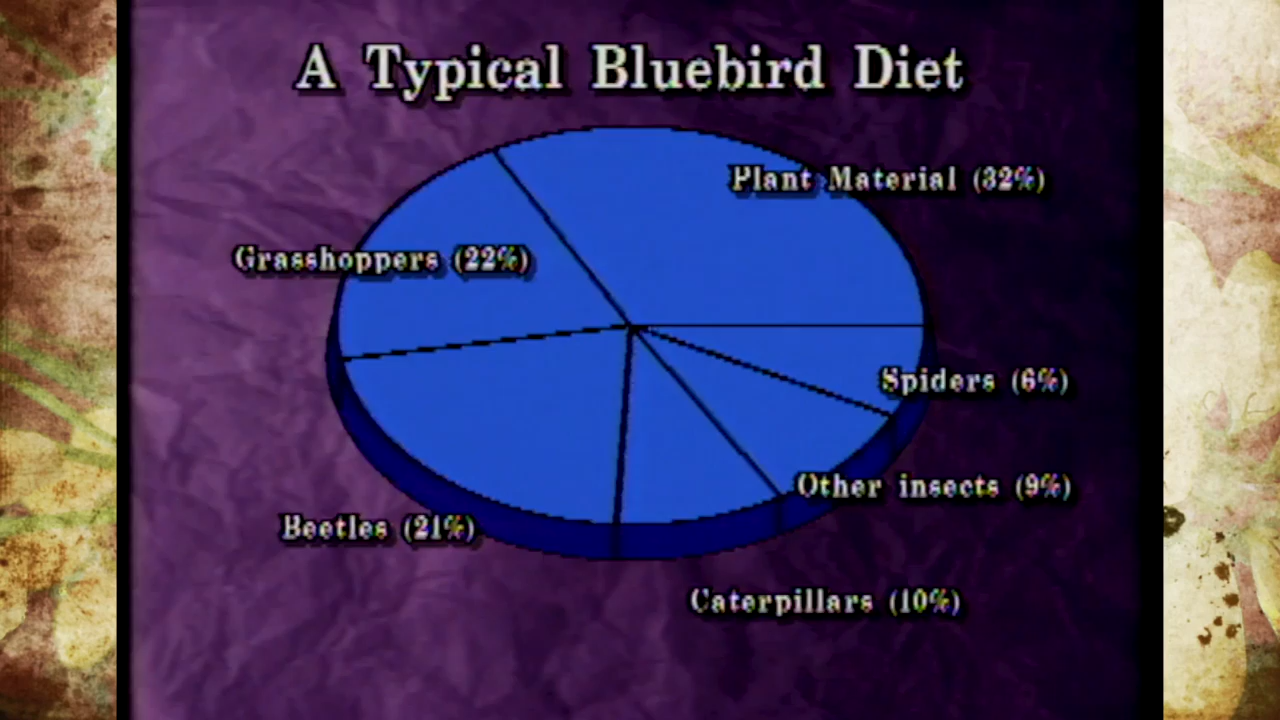 A Typical Bluebird Diet
Plant Material (32%)
Grasshoppers (22%)
Spiders (6%)
Other insects (9%)
Beetles (21%)
Caterpillars (10%)